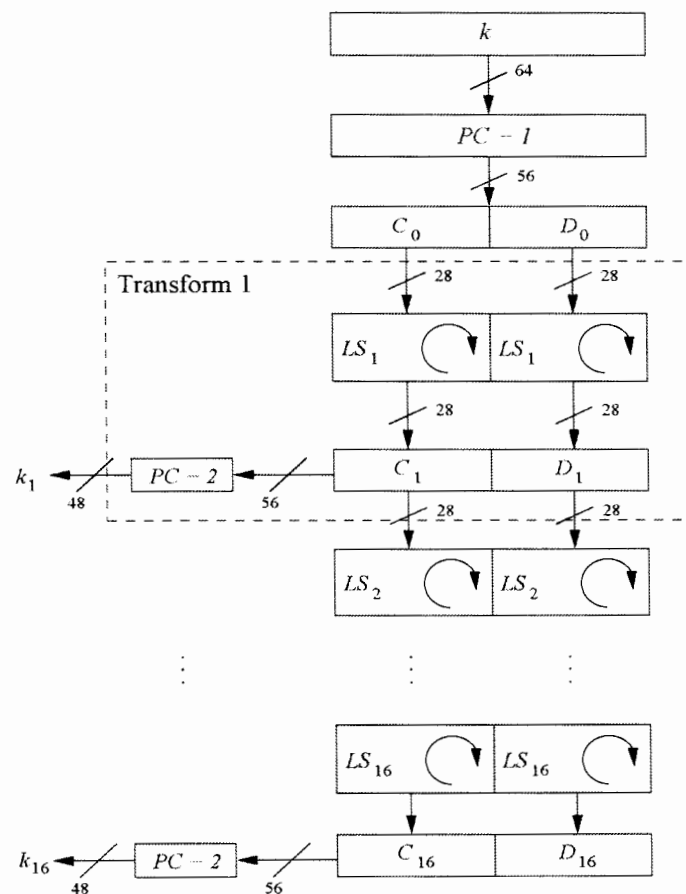 k
64
PC – 1
56
C0 D0
Transform 1
28 28
LS1 LS1
28 28
k1 48 PC – 2 56 C1 D1
28 28
LS2 LS2
LS16 LS16
k16 48 PC – 2 56 C16 D16